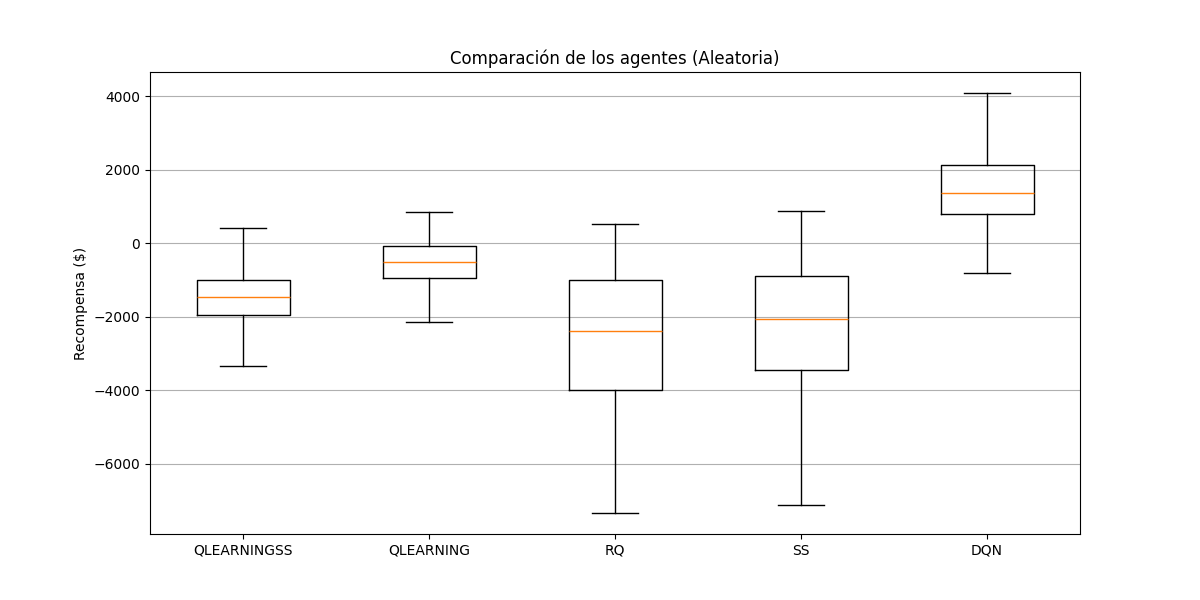 Comparación de los agentes (Aleatoria)
4000
2000
0
−2000
−4000
−6000
Recompensa ($)
QLEARNINGSS QLEARNING RQ SS DQN